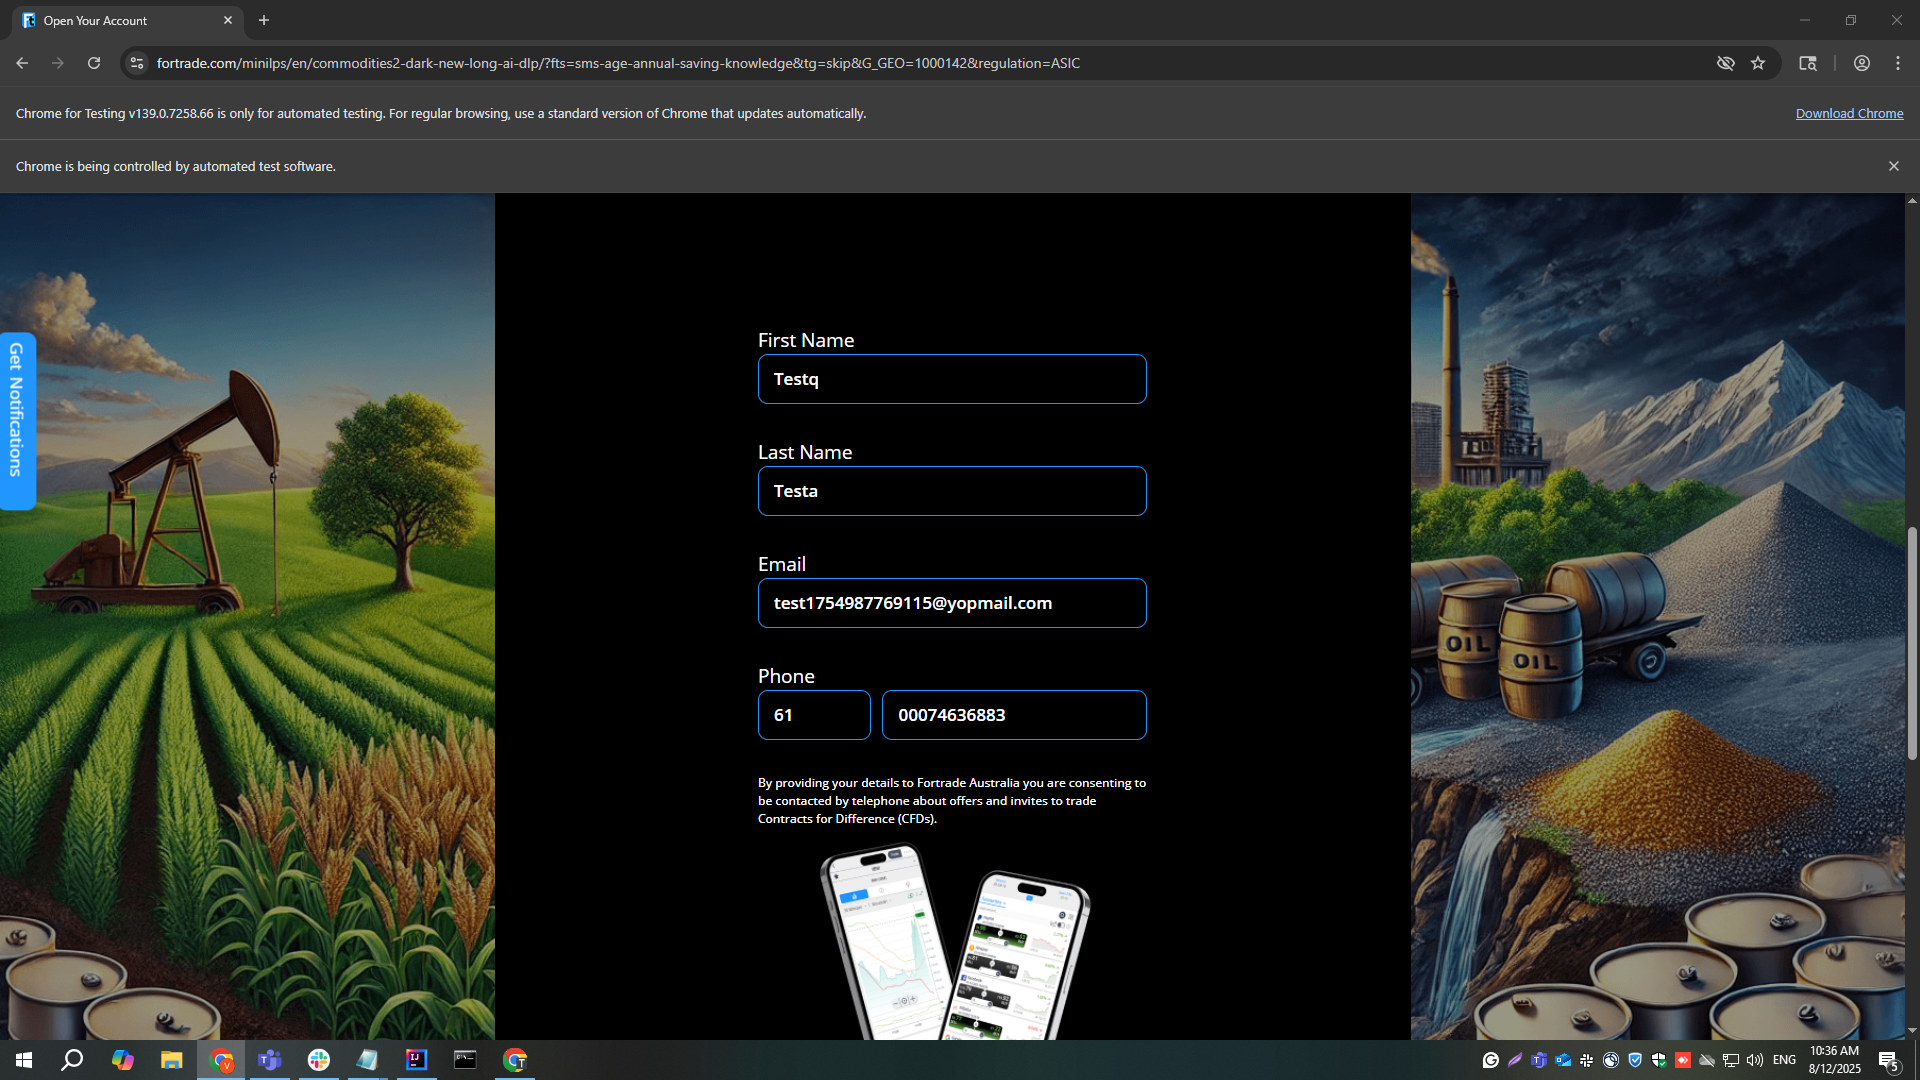 Open Your Account
fortrade.com/minilps/en/commodities2-dark-new-long-ai-dlp/?fts=sms-age-annual-saving-knowledge&tg=skip&G_GEO=1000142&regulation=ASIC
Chrome for Testing v139.0.7258.66 is only for automated testing. For regular browsing, use a standard version of Chrome that updates automatically.
Download Chrome
Chrome is being controlled by automated test software.
Get Notifications
First Name
Testq
Last Name
Testa
Email
test1754987769115@yopmail.com
Phone
61
00074636883
By providing your details to Fortrade Australia you are consenting to
be contacted by telephone about offers and invites to trade
Contracts for Difference (CFDs).
OIL
OIL
ENG
10:36 AM
8/12/2025
5